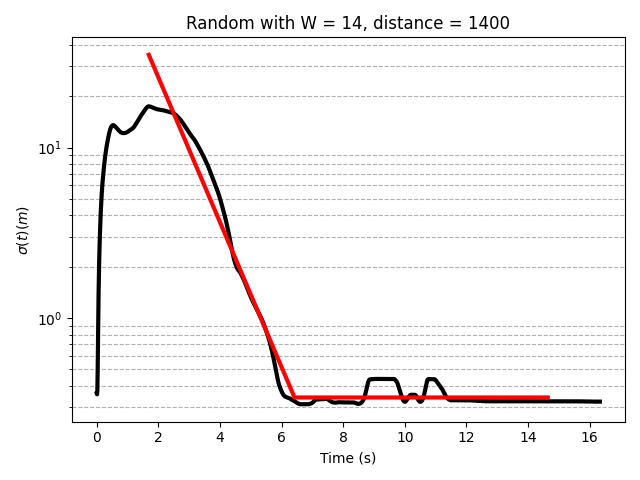 Random with W = 14, distance = 1400
σ(t)(m)
10¹
10⁰
0 2 4 6 8 10 12 14 16
Time (s)